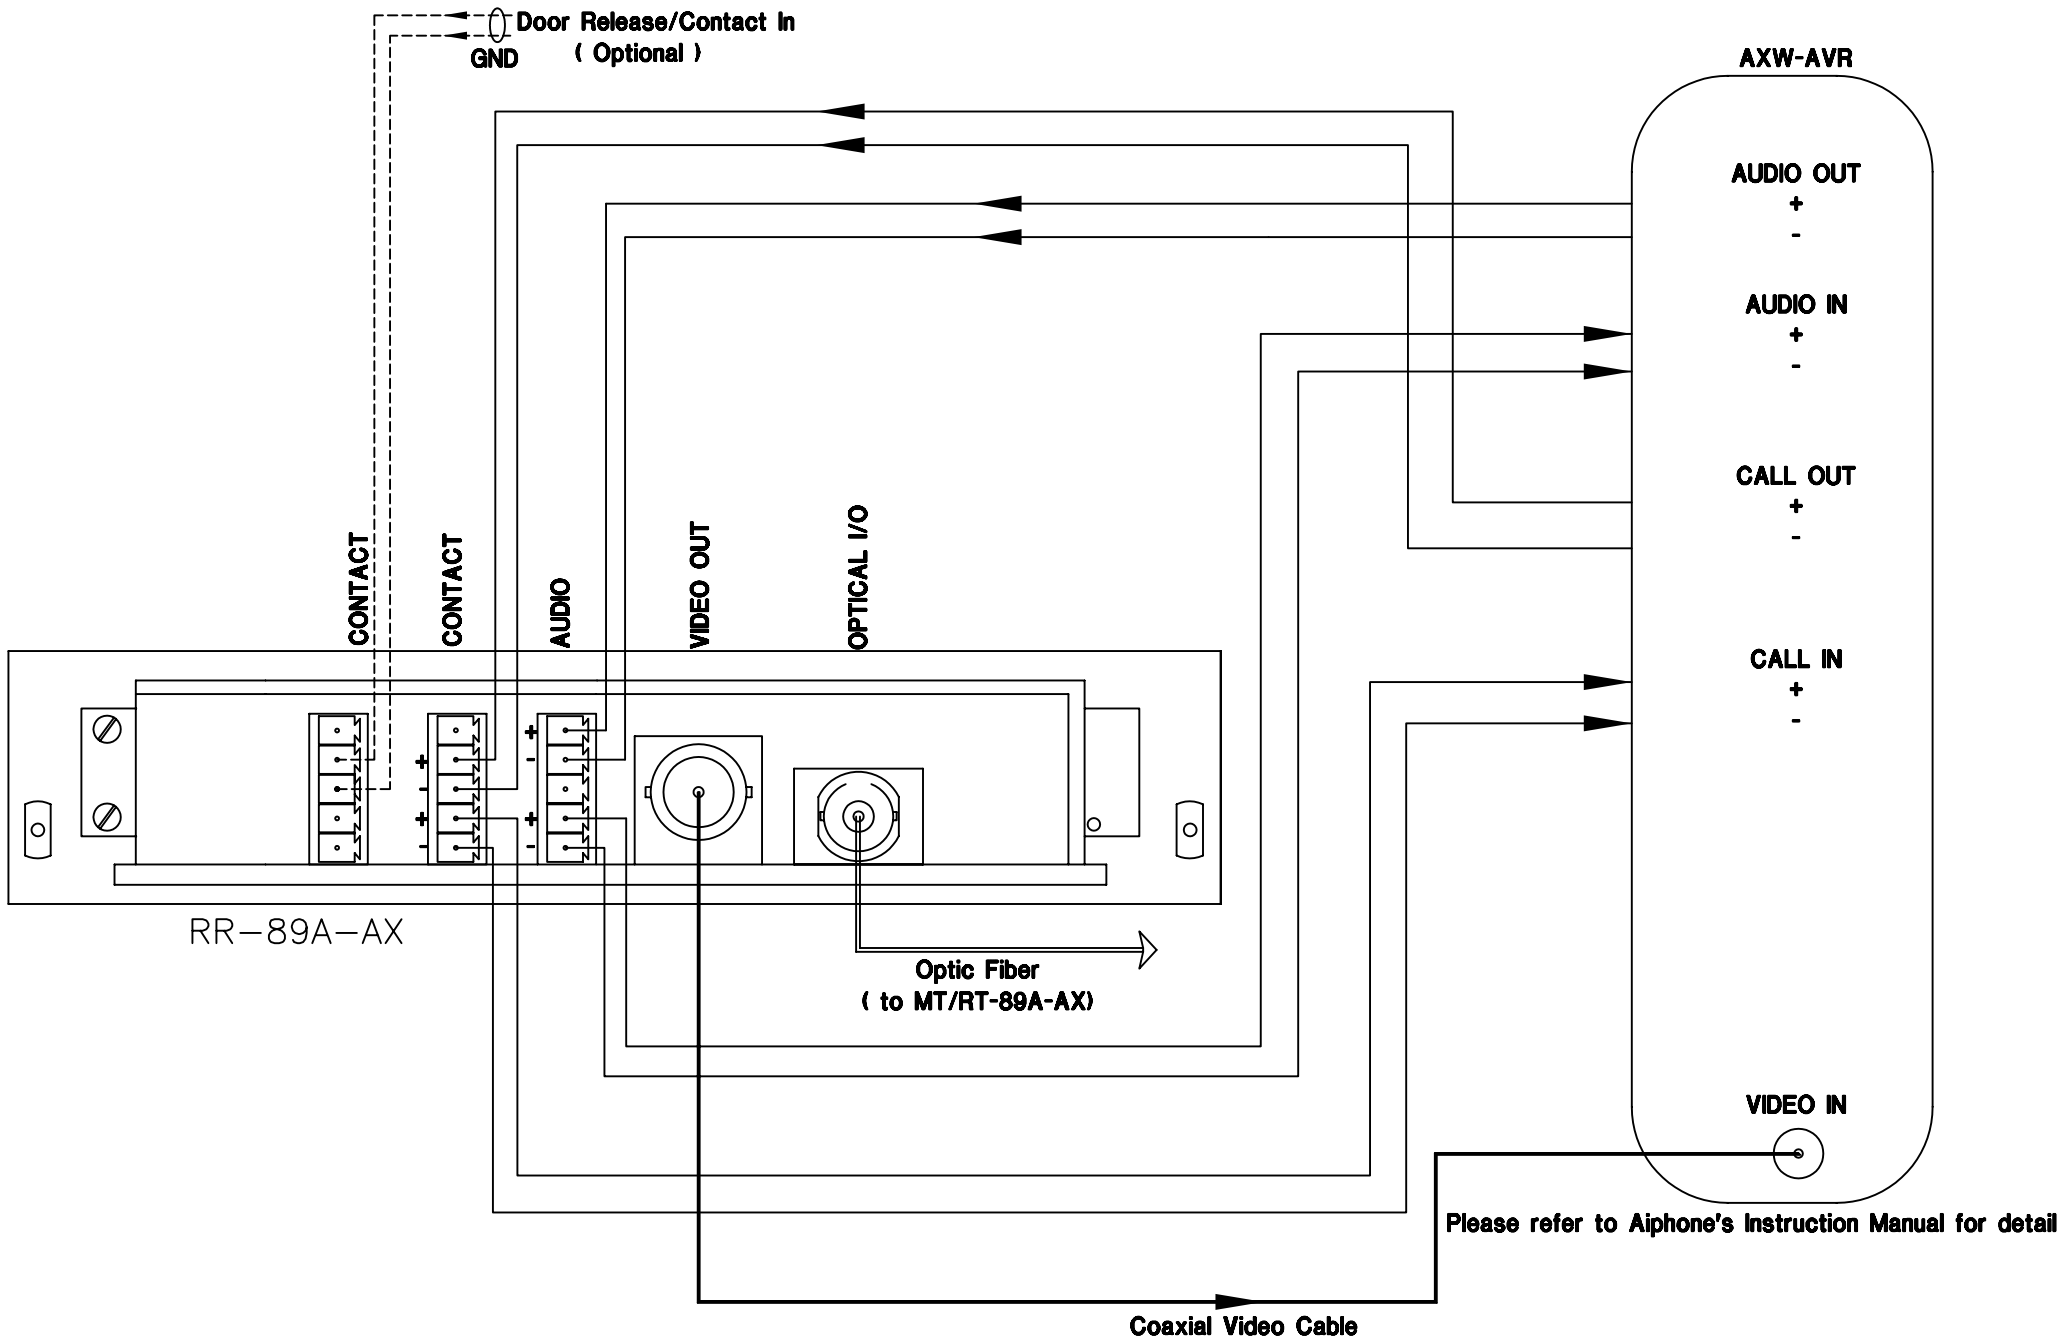 Door Release/Contact In
GND
( Optional )
AXW-AVR
AUDIO OUT
+
-
AUDIO IN
+
-
CALL OUT
+
-
CALL IN
+
-
VIDEO IN
CONTACT
CONTACT
AUDIO
VIDEO OUT
OPTICAL I/O
+
-
+
-
+
-
+
-
RR-89A-AX
Optic Fiber
( to MT/RT-89A-AX)
Please refer to Aiphone's Instruction Manual for detail
Coaxial Video Cable